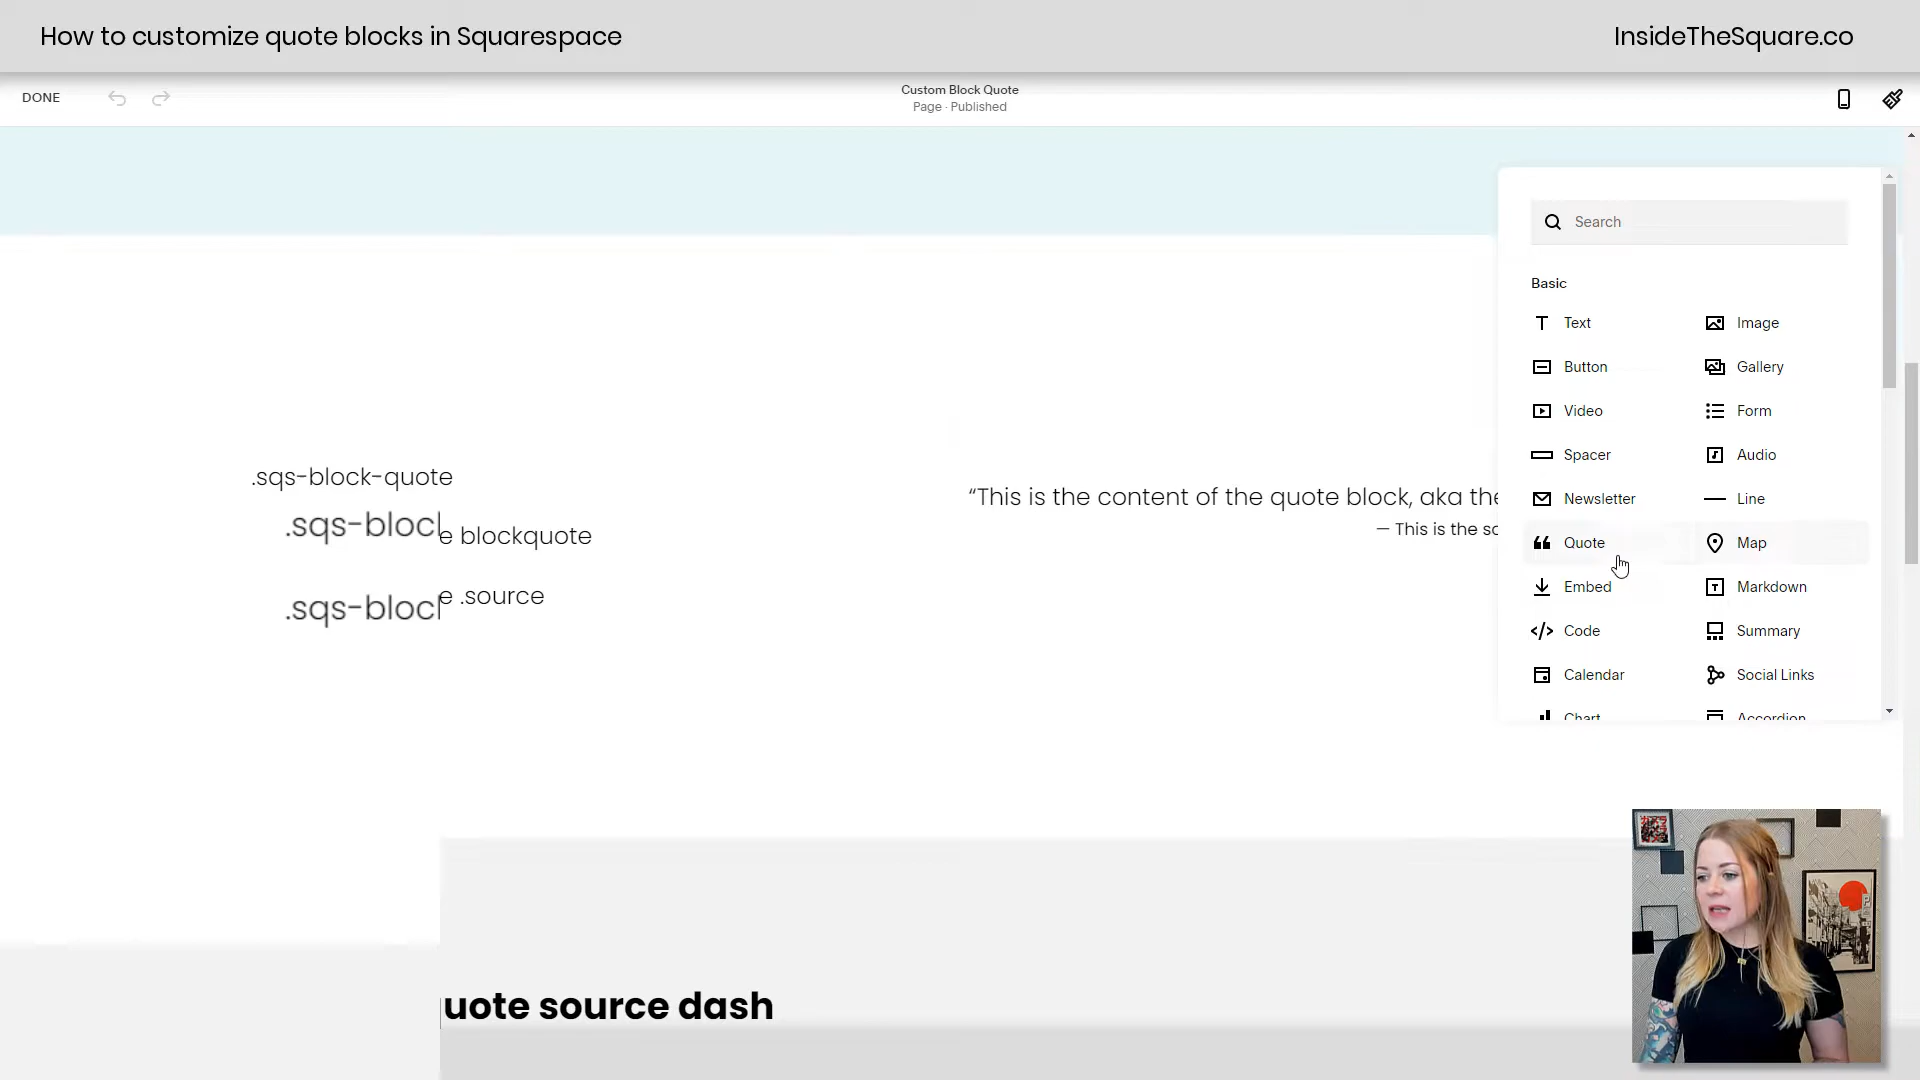 How to customize quote blocks in Squarespace
InsideTheSquare.co
DONE
Custom Block Quote
Page · Published
Search
Basic
Text
Image
Button
Gallery
Video
Form
Spacer
Audio
Newsletter
Line
Quote
Map
Embed
Markdown
Code
Summary
Calendar
Social Links
Chart
Accordion
.sqs-block-quote
.sqs-block
e blockquote
.sqs-block
e .source
“This is the content of the quote block, aka the
— This is the so
uote source dash